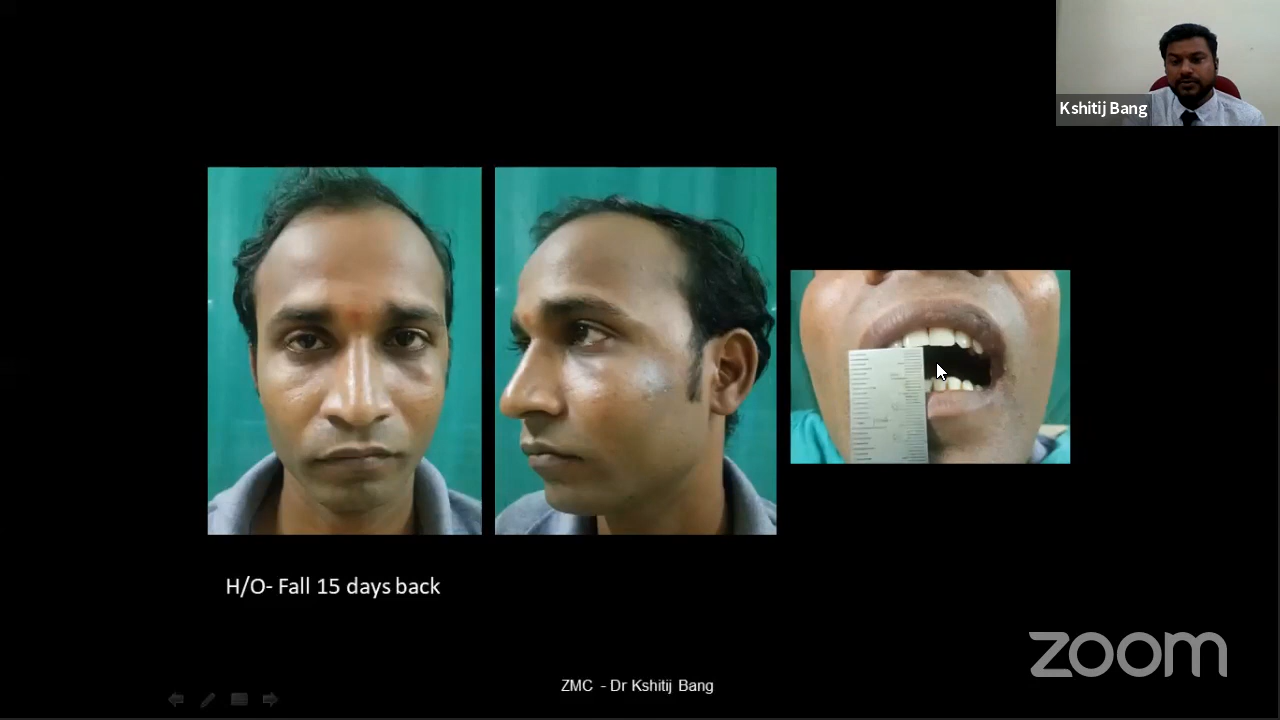 Kshitij Bang
H/O- Fall 15 days back
zoom
ZMC - Dr Kshitij Bang